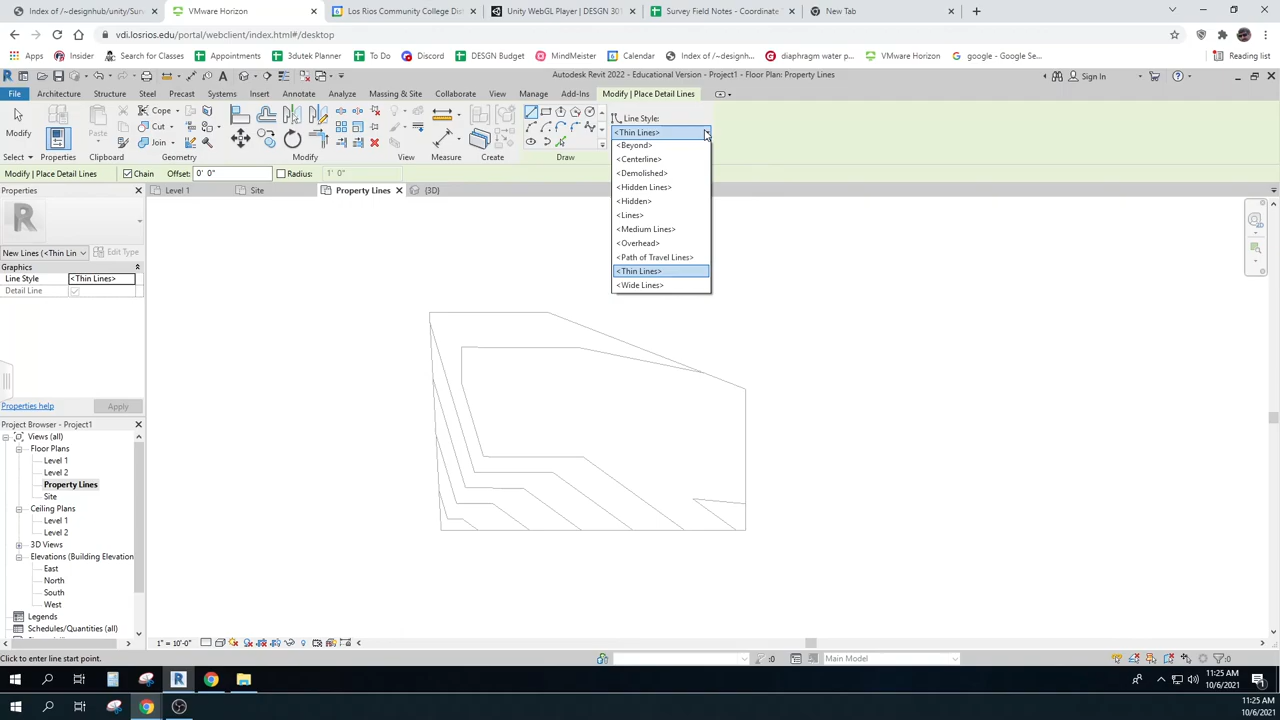 Index of /~designhub/unity/Surv
VMware Horizon
Los Rios Community College Dist
Unity WebGL Player | DESGN 301
Survey Field Notes - Coordinate T
New Tab
vdi.losrios.edu/portal/webclient/index.html#/desktop
Apps
Insider
Search for Classes
Appointments
3dutek Planner
To Do
Discord
DESGN Budget
MindMeister
Calendar
Index of /~designh...
diaphragm water p...
VMware Horizon
google - Google Se...
Reading list
Autodesk Revit 2022 - Educational Version - Project1 - Floor Plan: Property Lines
Sign In
File
Architecture
Structure
Steel
Precast
Systems
Insert
Annotate
Analyze
Massing & Site
Collaborate
View
Manage
Add-Ins
Modify | Place Detail Lines
Modify
Paste
Cope
Cut
Join
Line Style:
<Thin Lines>
Select
Properties
Clipboard
Geometry
Modify
View
Measure
Create
Draw
<Beyond>
<Centerline>
<Demolished>
<Hidden Lines>
<Hidden>
<Lines>
<Medium Lines>
<Overhead>
<Path of Travel Lines>
<Thin Lines>
<Wide Lines>
Modify | Place Detail Lines
Chain
Offset: 0' 0"
Radius: 1' 0"
Properties
Level 1
Site
Property Lines
{3D}
New Lines (<Thin Lin
Edit Type
Graphics
Line Style
<Thin Lines>
Detail Line
Properties help
Apply
Project Browser - Project1
Views (all)
Floor Plans
Level 1
Level 2
Property Lines
Site
Ceiling Plans
Level 1
Level 2
3D Views
Elevations (Building Elevation
East
North
South
West
Legends
Schedules/Quantities (all)
1" = 10'-0"
Click to enter line start point.
:0
Main Model
:0
11:25 AM
10/6/2021
11:25 AM
10/6/2021